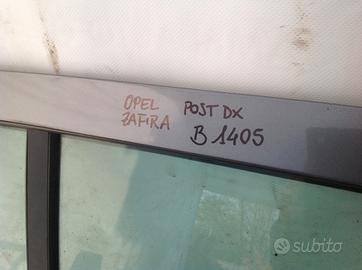 OPEL POST DX
ZAFIRA B 1405
subito